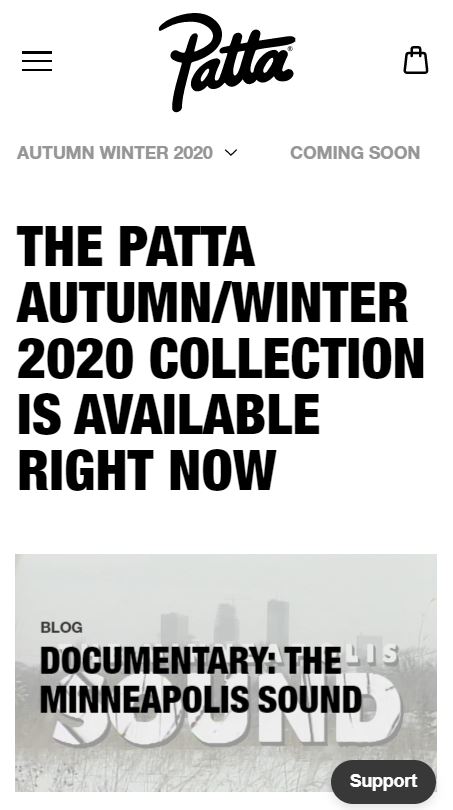 Patta®
AUTUMN WINTER 2020
COMING SOON
THE PATTA
AUTUMN/WINTER
2020 COLLECTION
IS AVAILABLE
RIGHT NOW
BLOG
DOCUMENTARY: THE
MINNEAPOLIS SOUND
SOUND
Support